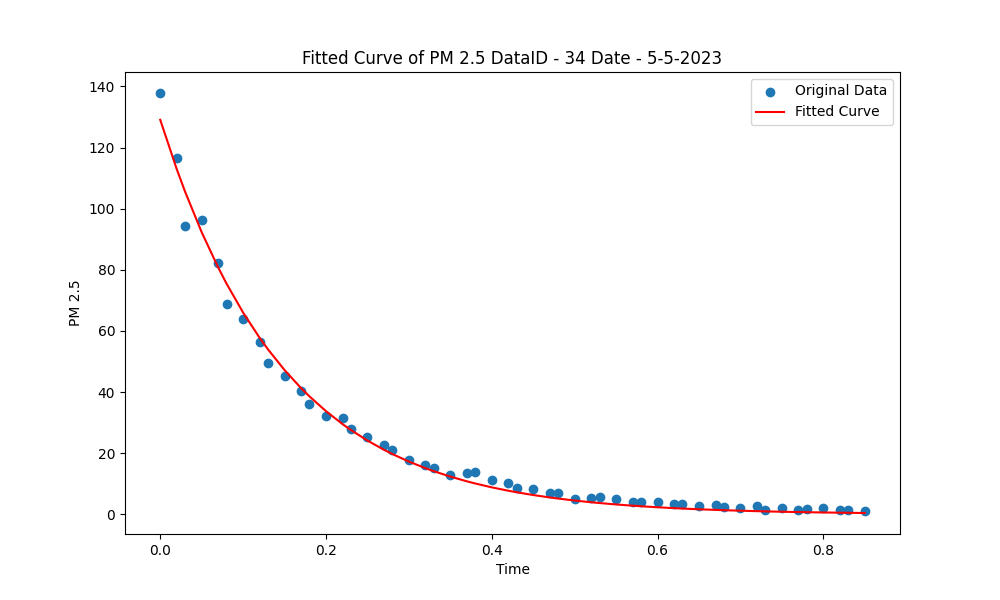 Fitted Curve of PM 2.5 DataID - 34 Date - 5-5-2023
Original Data
Fitted Curve
140
120
100
80
60
40
20
0
PM 2.5
0.0 0.2 0.4 0.6 0.8
Time